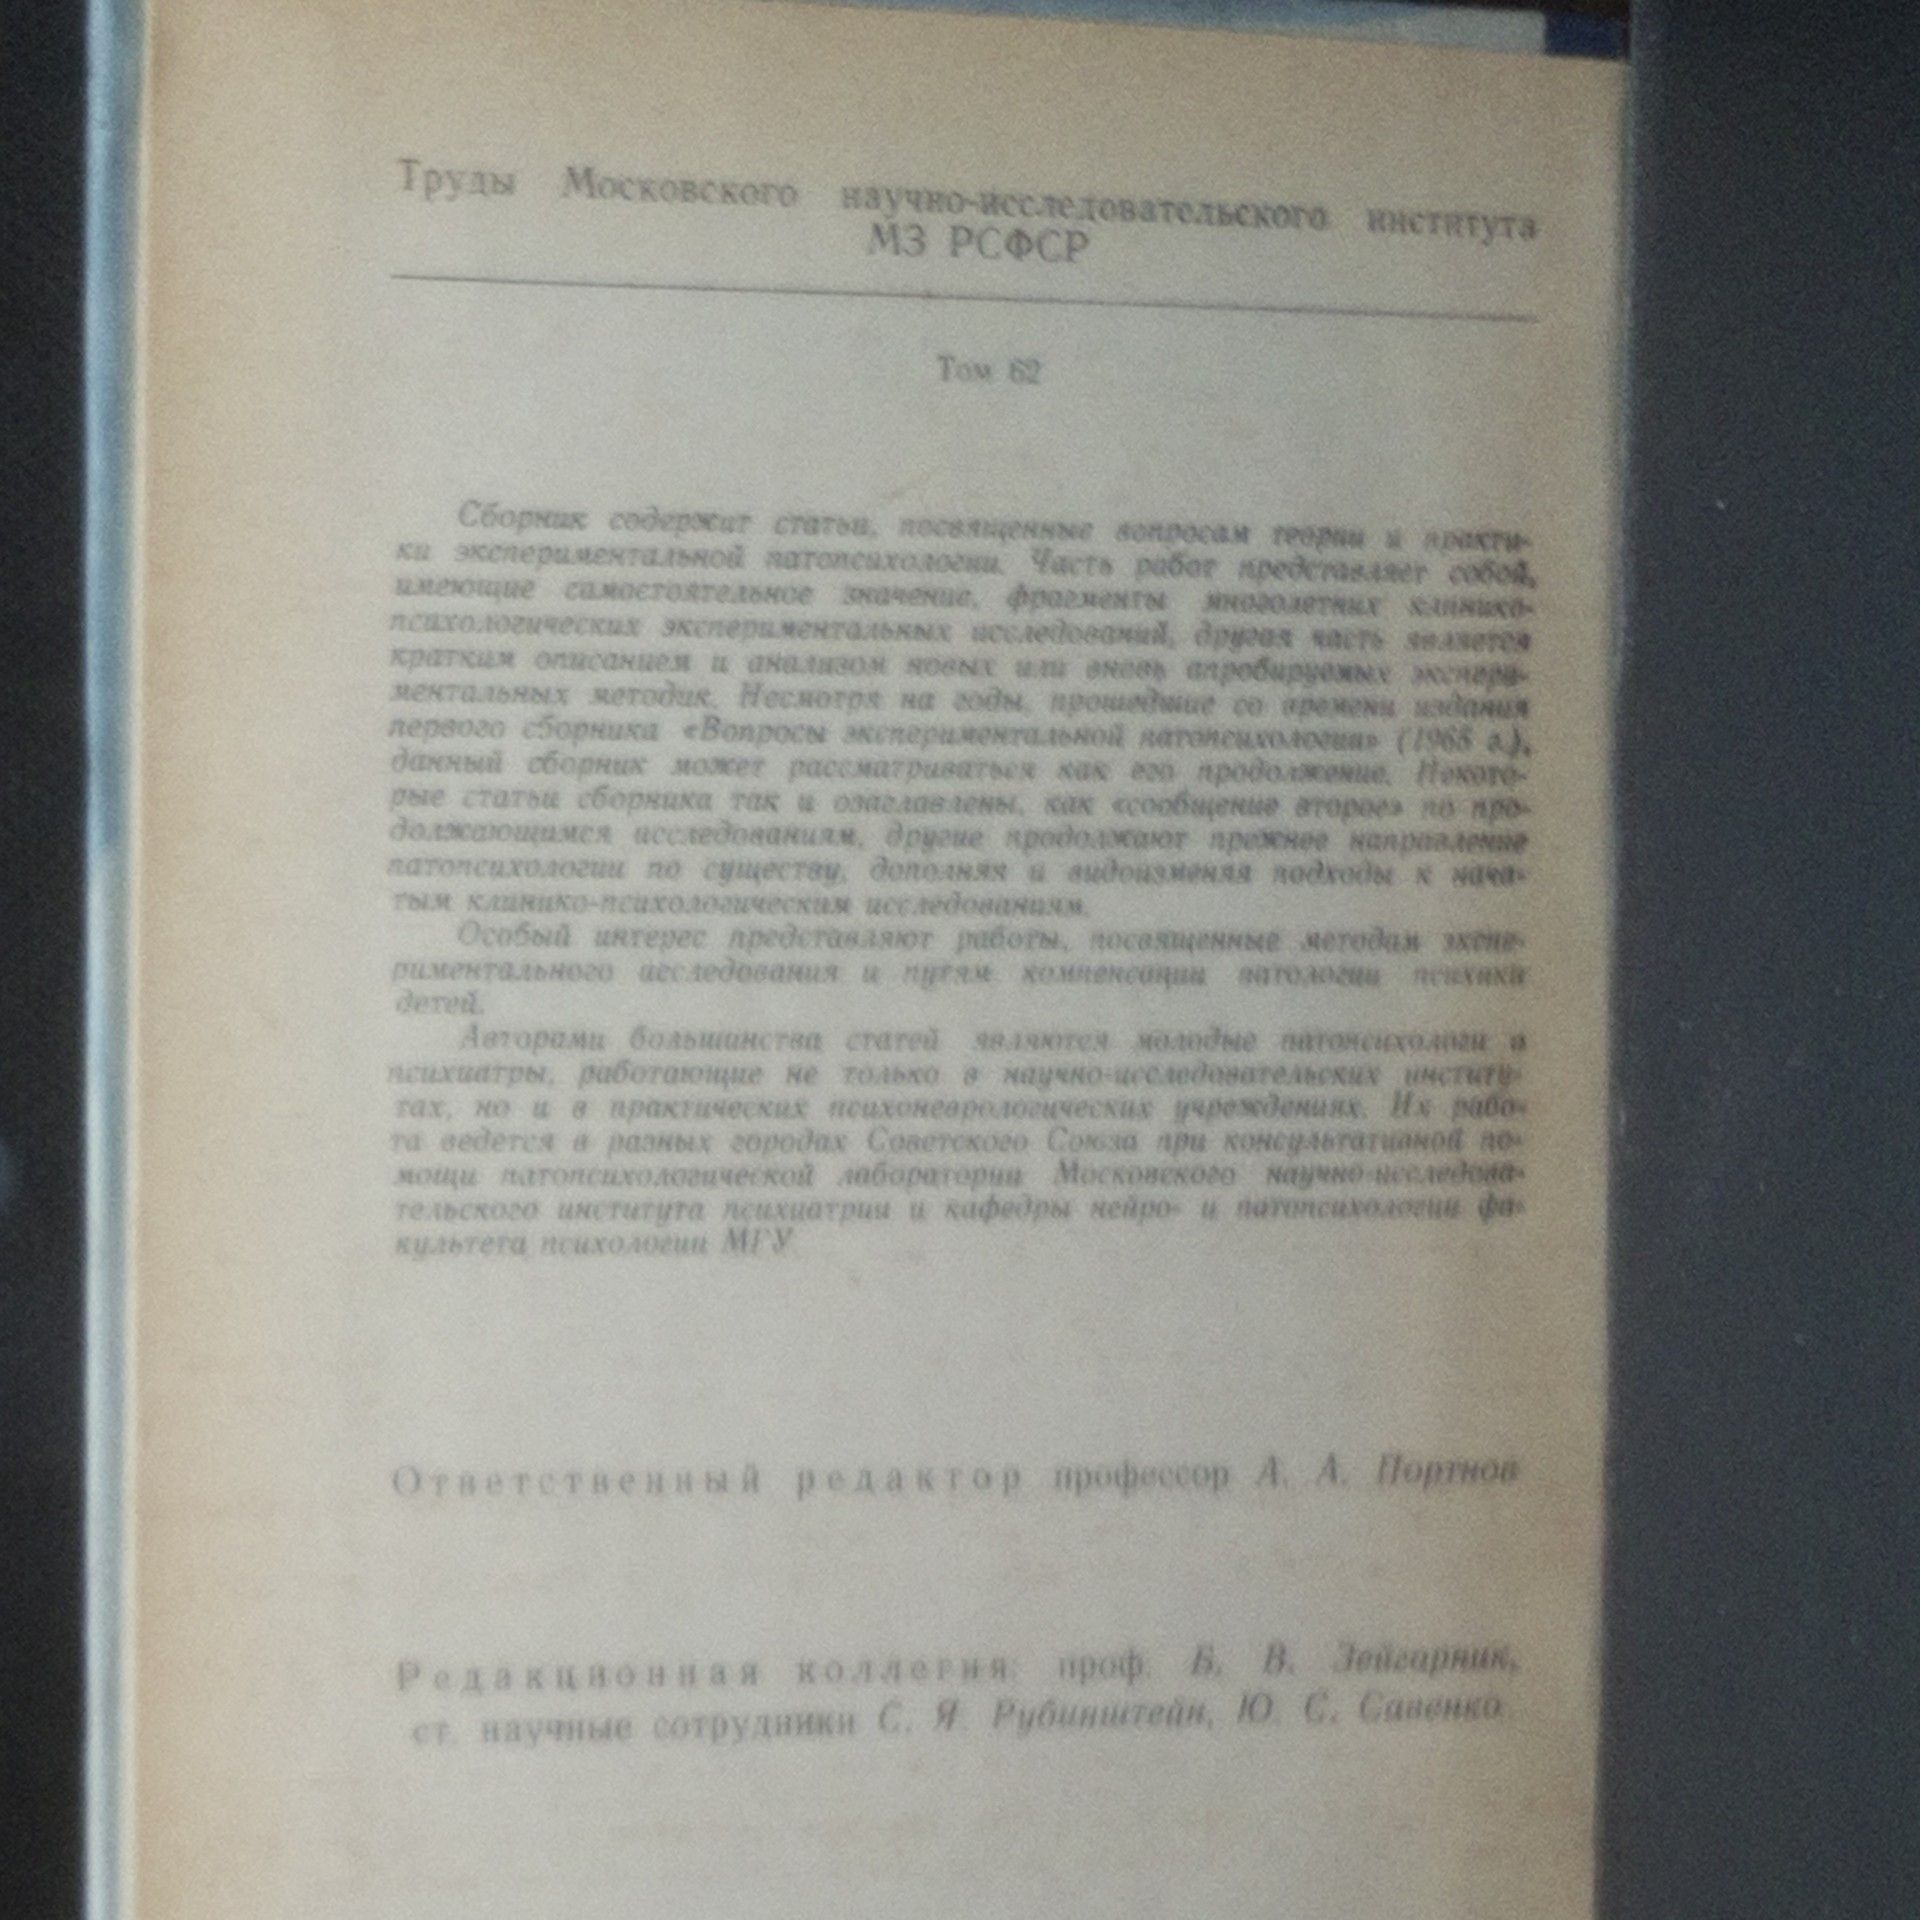 Труды Московского научно-исследовательского института
МЗ РСФСР
Том 62
Сборник содержит статьи, посвященные вопросам теории и практи-
ки экспериментальной патопсихологии. Часть работ представляет собой,
имеющие самостоятельное значение, фрагменты многолетних клинико-
психологических экспериментальных исследований, другая часть является
кратким описанием и анализом новых или вновь апробируемых экспери-
ментальных методик. Несмотря на годы, прошедшие со времени издания
первого сборника «Вопросы экспериментальной патопсихологии» (1965 г.),
данный сборник может рассматриваться как его продолжение. Некото-
рые статьи сборника так и озаглавлены, как «сообщение второе» по про-
должающимся исследованиям, другие продолжают прежнее направление
патопсихологии по существу, дополняя и видоизменяя подходы к нача-
тым клинико-психологическим исследованиям.
Особый интерес представляют работы, посвященные методам экспе-
риментального исследования и путям компенсации патологии психики
детей.
Авторами большинства статей являются молодые патопсихологи и
психиатры, работающие не только в научно-исследовательских институ-
тах, но и в практических психоневрологических учреждениях. Их рабо-
та ведется в разных городах Советского Союза при консультативной по-
мощи патопсихологической лаборатории Московского научно-исследова-
тельского института психиатрии и кафедры нейро- и патопсихологии фа-
культета психологии МГУ.
Ответственный редактор профессор А. А. Портнов
Редакционная коллегия: проф. Б. В. Зейгарник,
ст. научные сотрудники С. Я. Рубинштейн, Ю. С. Савенко.